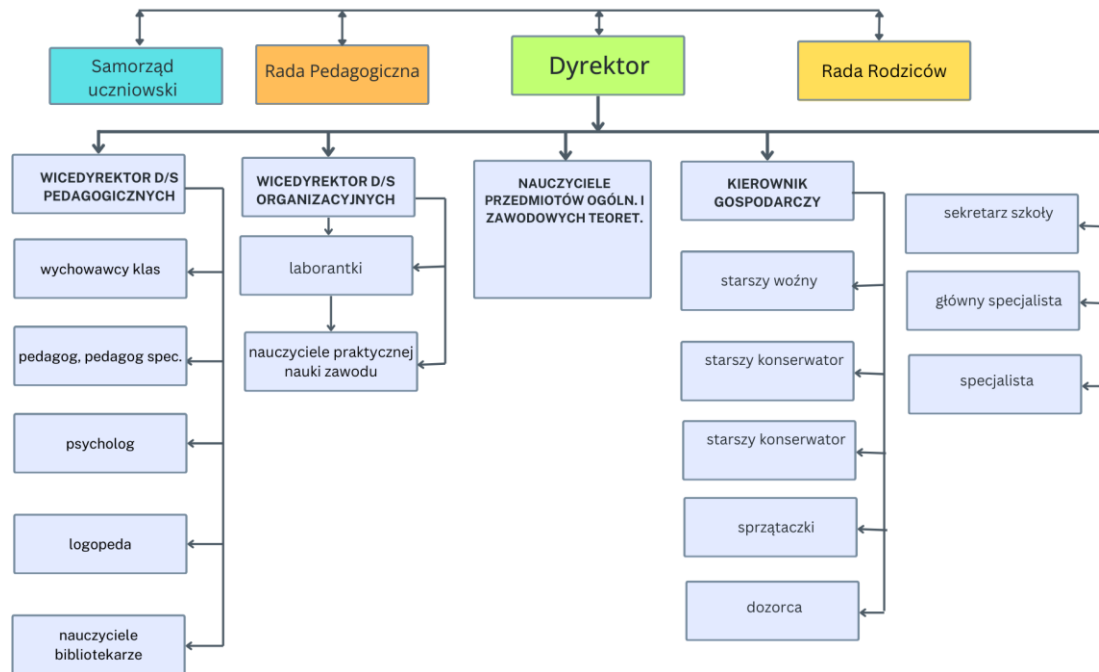 Samorząd
uczniowski
Rada Pedagogiczna
Dyrektor
Rada Rodziców
WICEDYREKTOR D/S
PEDAGOGICZNYCH
wychowawcy klas
pedagog, pedagog spec.
psycholog
logopeda
nauczyciele
bibliotekarze
WICEDYREKTOR D/S
ORGANIZACYJNYCH
laborantki
nauczyciele praktycznej
nauki zawodu
NAUCZYCIELE
PRZEDMIOTÓW OGÓLN. I
ZAWODOWYCH TEORET.
KIEROWNIK
GOSPODARCZY
starszy woźny
starszy konserwator
starszy konserwator
sprzątaczki
dozorca
sekretarz szkoły
główny specjalista
specjalista